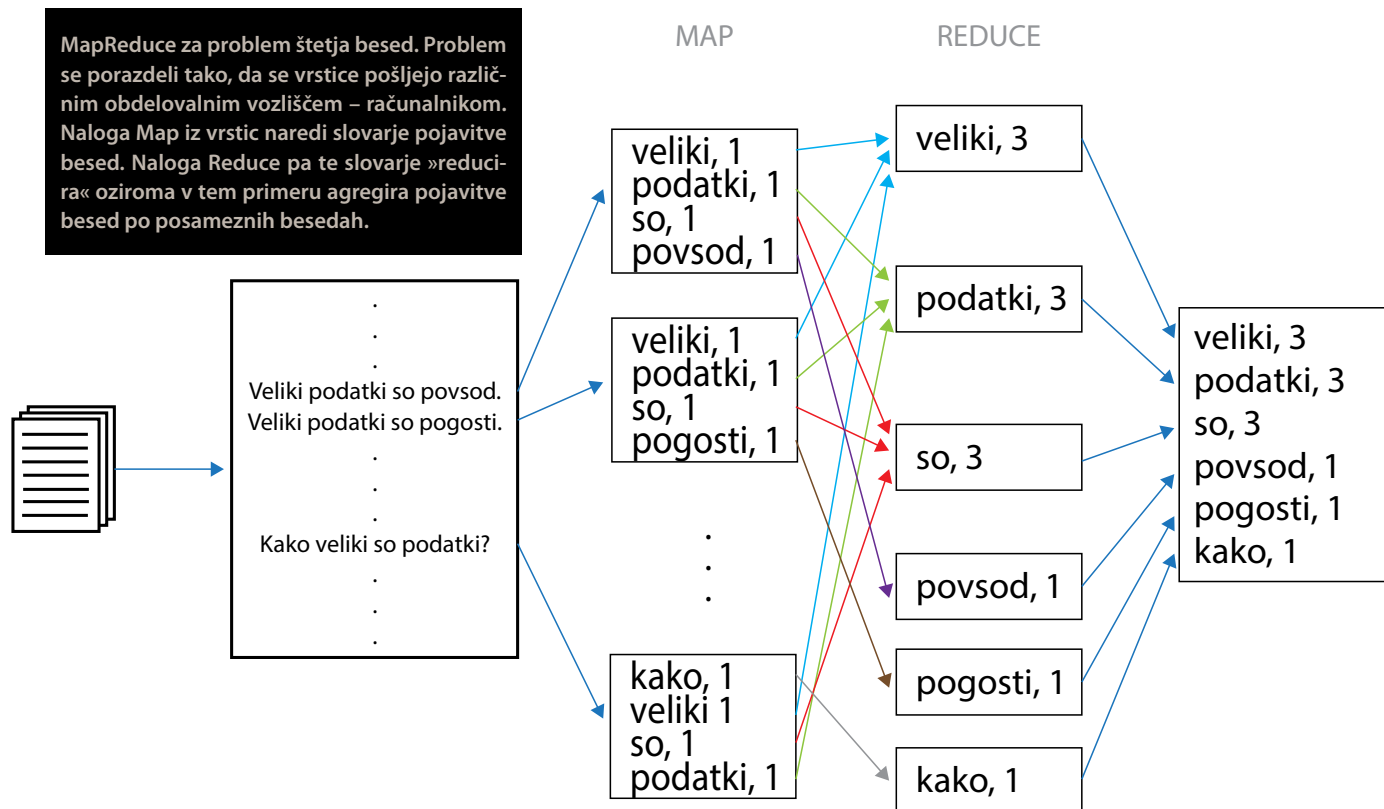 MapReduce za problem štetja besed. Problem
se porazdeli tako, da se vrstice pošljejo različ-
nim obdelovalnim vozliščem – računalnikom.
Naloga Map iz vrstic naredi slovarje pojavitve
besed. Naloga Reduce pa te slovarje »reduci-
ra« oziroma v tem primeru agregira pojavitve
besed po posameznih besedah.
Veliki podatki so povsod.
Veliki podatki so pogosti.
Kako veliki so podatki?
MAP
veliki, 1
podatki, 1
so, 1
povsod, 1
veliki, 1
podatki, 1
so, 1
pogosti, 1
kako, 1
veliki 1
so, 1
podatki, 1
REDUCE
veliki, 3
podatki, 3
so, 3
povsod, 1
pogosti, 1
kako, 1
veliki, 3
podatki, 3
so, 3
povsod, 1
pogosti, 1
kako, 1